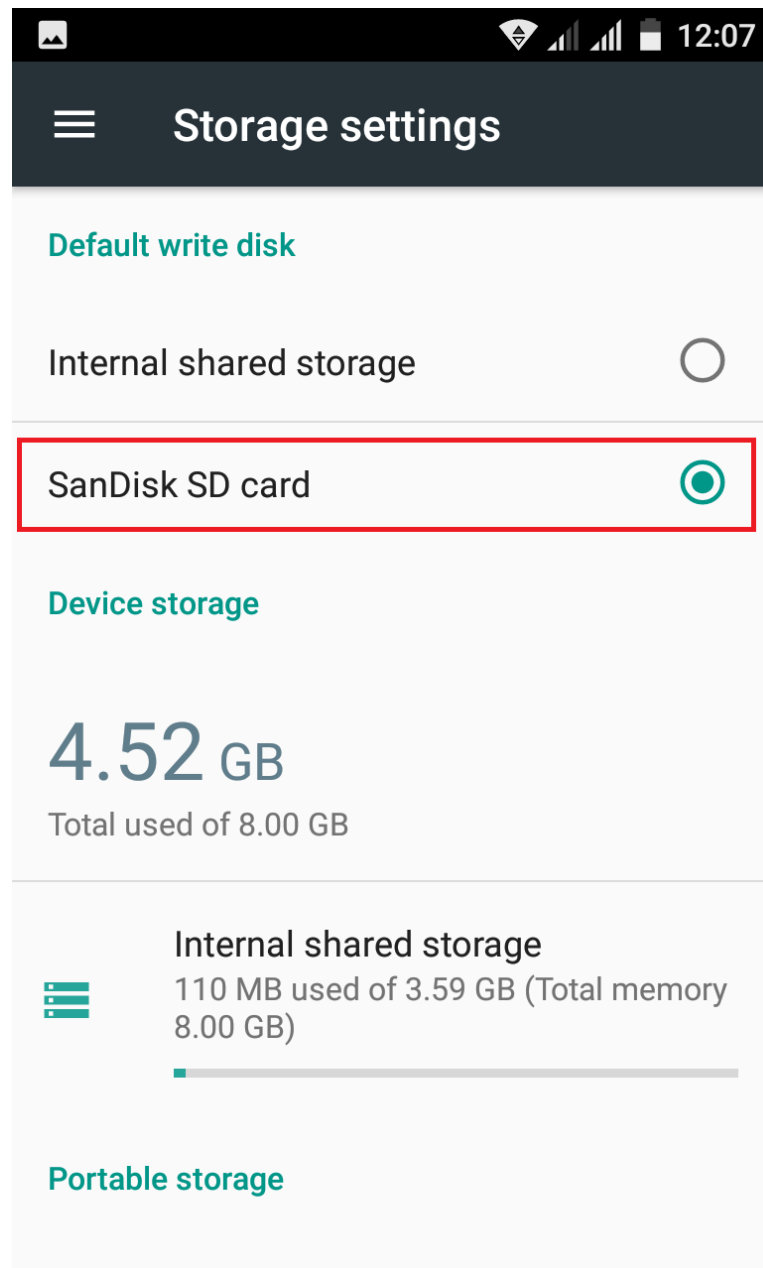 12:07
Storage settings
Default write disk
Internal shared storage
SanDisk SD card
Device storage
4.52 GB
Total used of 8.00 GB
Internal shared storage
110 MB used of 3.59 GB (Total memory
8.00 GB)
Portable storage